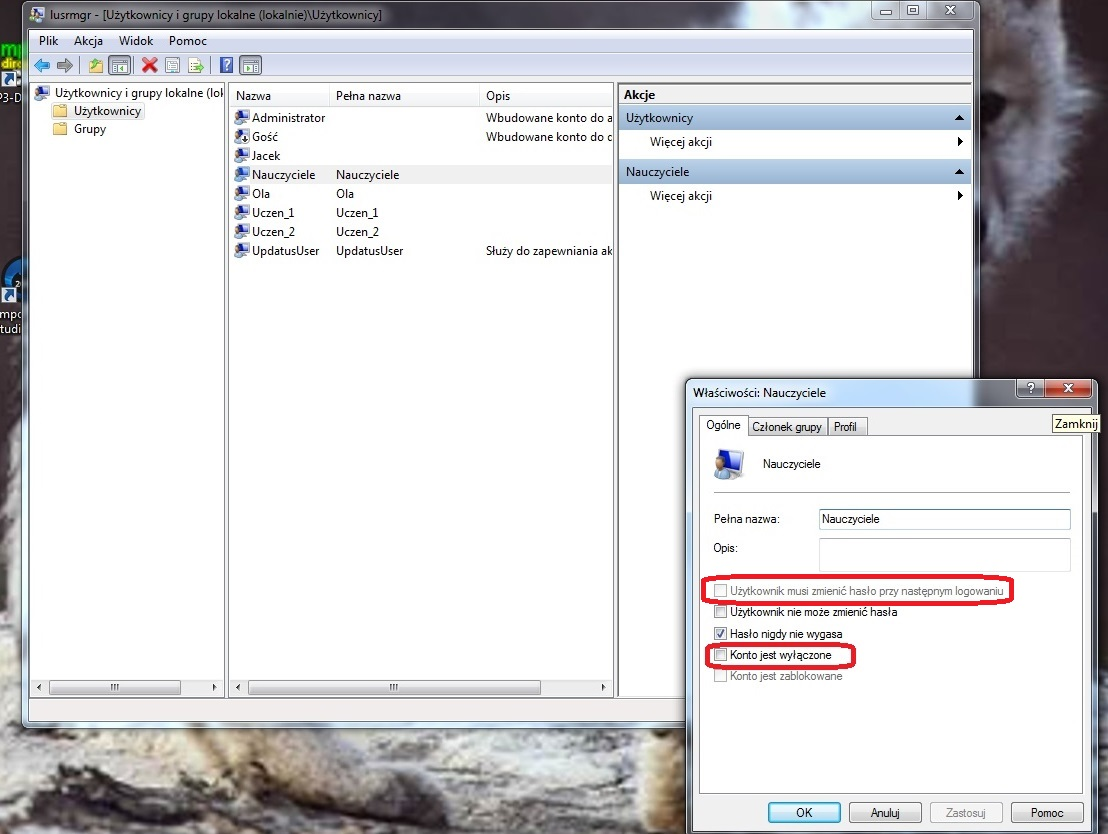 lusrmgr - [Użytkownicy i grupy lokalne (lokalnie)\Użytkownicy]
Plik Akcja Widok Pomoc
Użytkownicy i grupy lokalne (lok
Użytkownicy
Grupy
Nazwa Pełna nazwa Opis
Administrator Wbudowane konto do a
Gość Wbudowane konto do d
Jacek
Nauczyciele Nauczyciele
Ola Ola
Uczen_1 Uczen_1
Uczen_2 Uczen_2
UpdatusUser UpdatusUser Służy do zapewniania ak
Akcje
Użytkownicy
Więcej akcji
Nauczyciele
Więcej akcji
Właściwości: Nauczyciele
Zamknij
Ogólne Członek grupy Profil
Nauczyciele
Pełna nazwa: Nauczyciele
Opis:
Użytkownik musi zmienić hasło przy następnym logowaniu
Użytkownik nie może zmienić hasła
Hasło nigdy nie wygasa
Konto jest wyłączone
Konto jest zablokowane
OK Anuluj Zastosuj Pomoc